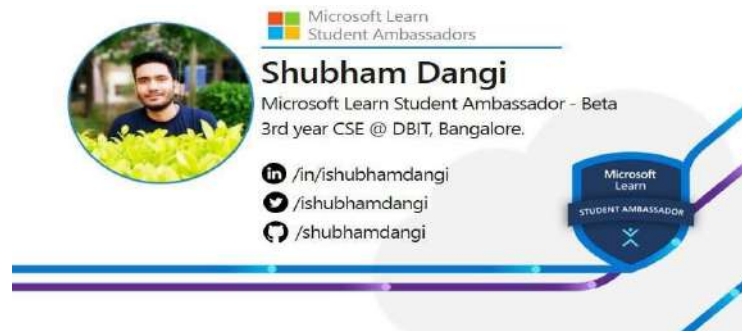 Microsoft Learn
Student Ambassadors
Shubham Dangi
Microsoft Learn Student Ambassador - Beta
3rd year CSE @ DBIT, Bangalore.
in /in/ishubhamdangi
/ishubhamdangi
/shubhamdangi
Microsoft
Learn
STUDENT AMBASSADOR